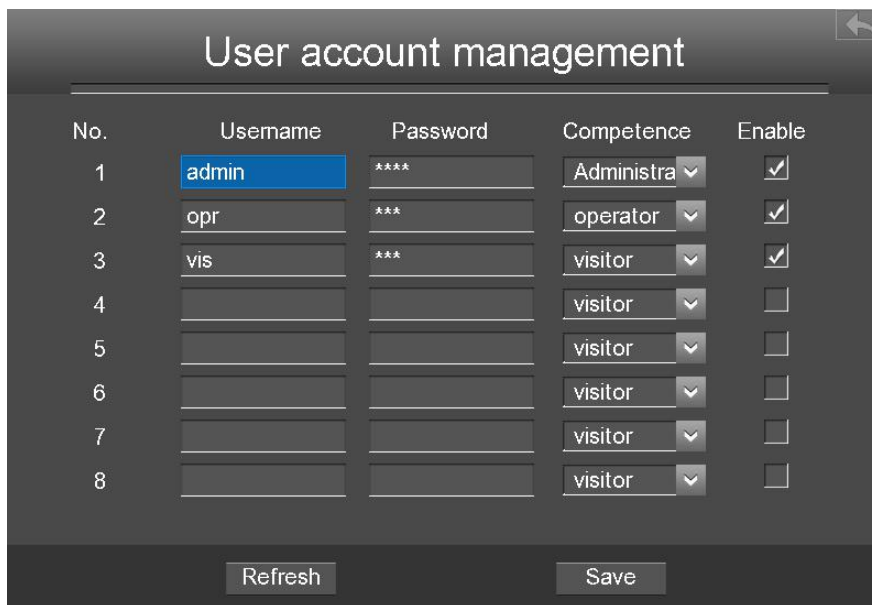 User account management
No. Username Password Competence Enable
1 admin **** Administra
2 opr *** operator
3 vis *** visitor
4 visitor
5 visitor
6 visitor
7 visitor
8 visitor
Refresh Save